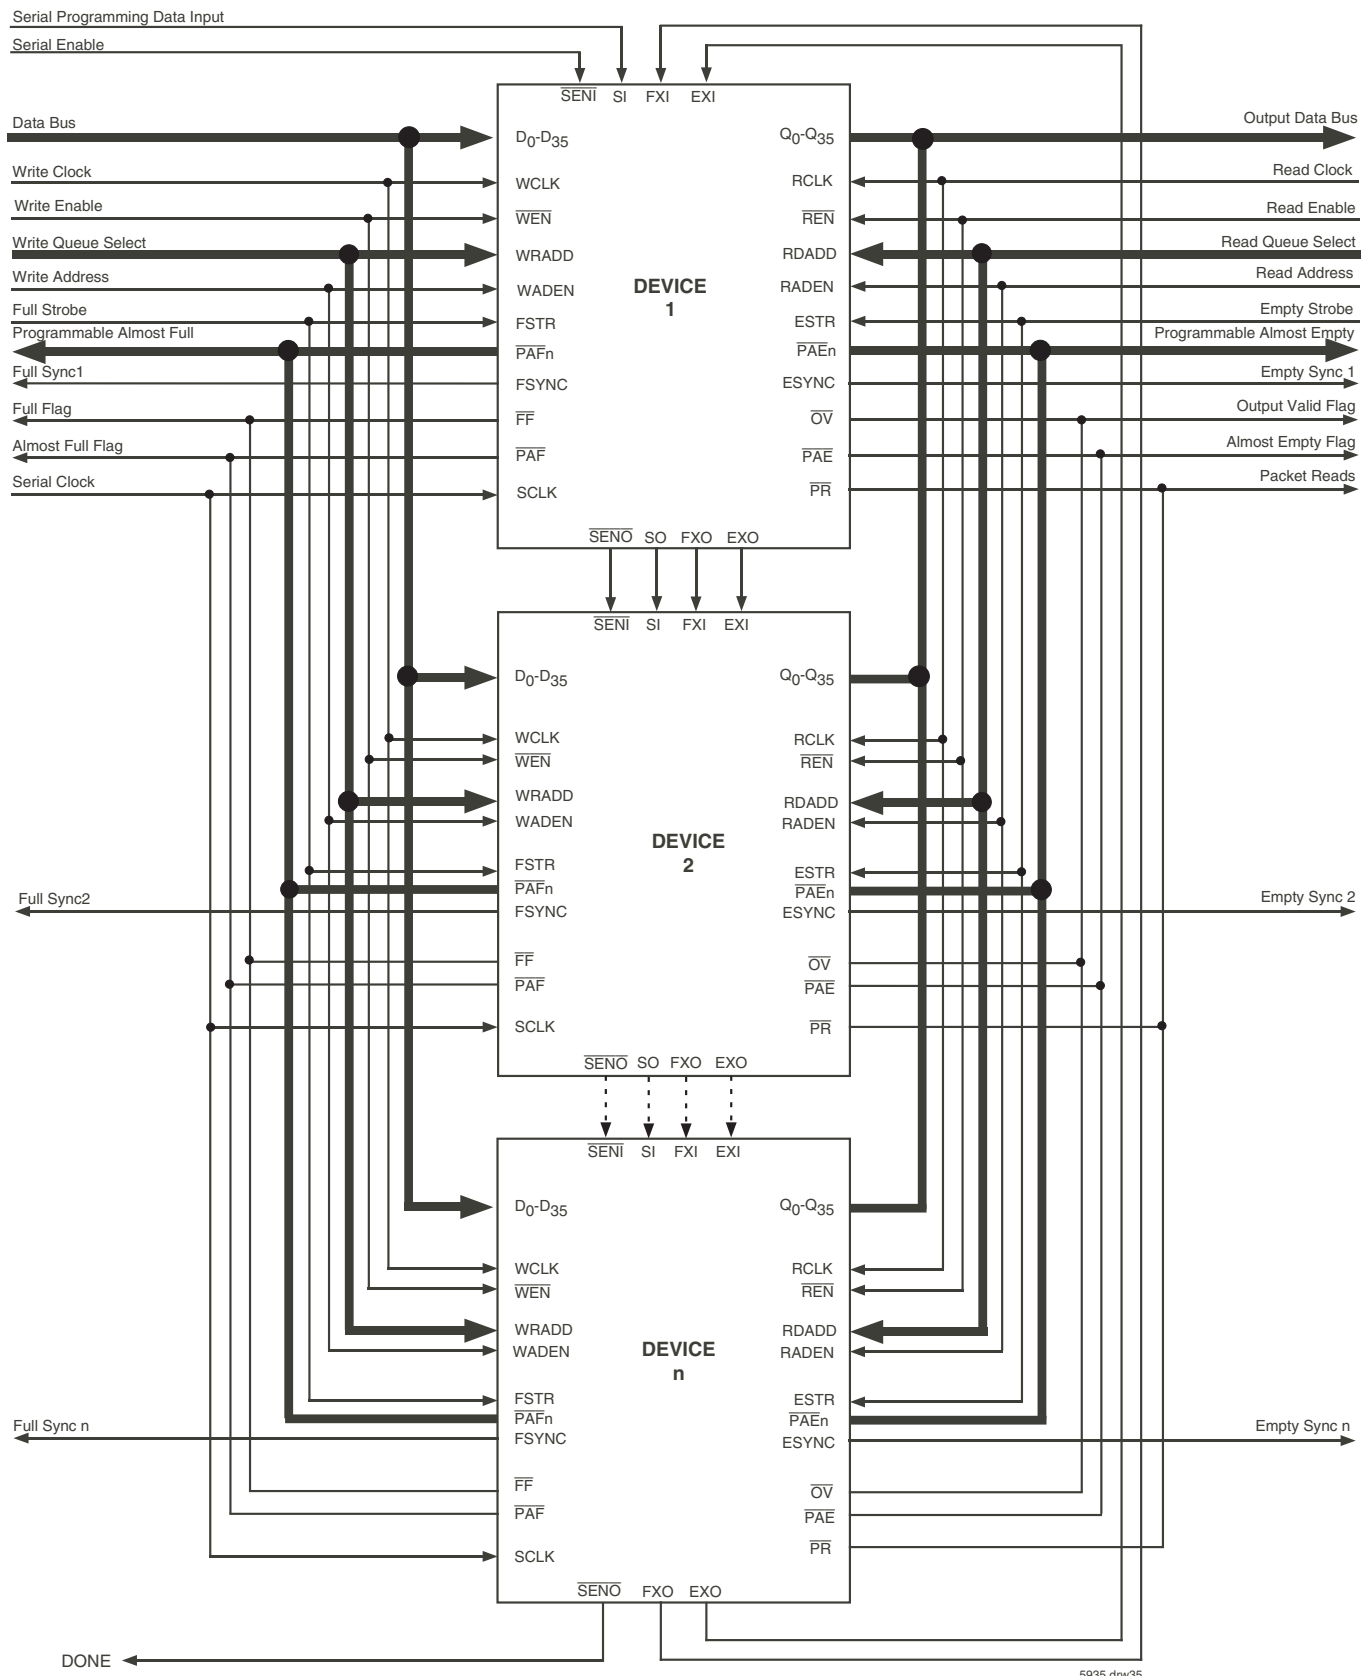 Serial Programming Data Input
Serial Enable
SENI SI FXI EXI
Data Bus
D0-D35
Q0-Q35
Output Data Bus
Write Clock
WCLK
RCLK
Read Clock
Write Enable
WEN
REN
Read Enable
Write Queue Select
WRADD
RDADD
Read Queue Select
Write Address
WADEN
RADEN
Read Address
DEVICE
1
Full Strobe
FSTR
ESTR
Empty Strobe
Programmable Almost Full
PAFn
PAEn
Programmable Almost Empty
Full Sync1
FSYNC
ESYNC
Empty Sync 1
Full Flag
FF
OV
Output Valid Flag
Almost Full Flag
PAF
PAE
Almost Empty Flag
Serial Clock
SCLK
PR
Packet Reads
SENO SO FXO EXO
SENI SI FXI EXI
D0-D35
Q0-Q35
WCLK
RCLK
WEN
REN
WRADD
RDADD
WADEN
RADEN
DEVICE
2
FSTR
ESTR
PAFn
PAEn
Full Sync2
FSYNC
ESYNC
Empty Sync 2
FF
OV
PAF
PAE
SCLK
PR
SENO SO FXO EXO
SENI SI FXI EXI
D0-D35
Q0-Q35
WCLK
RCLK
WEN
REN
WRADD
RDADD
WADEN
RADEN
DEVICE
n
FSTR
ESTR
PAFn
PAEn
Full Sync n
FSYNC
ESYNC
Empty Sync n
FF
OV
PAF
PAE
SCLK
PR
SENO FXO EXO
DONE
5935 drw35